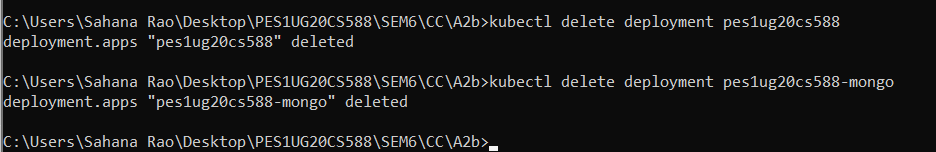 C:\Users\Sahana Rao\Desktop\PES1UG20CS588\SEM6\CC\A2b>kubectl delete deployment pes1ug20cs588
deployment.apps "pes1ug20cs588" deleted
C:\Users\Sahana Rao\Desktop\PES1UG20CS588\SEM6\CC\A2b>kubectl delete deployment pes1ug20cs588-mongo
deployment.apps "pes1ug20cs588-mongo" deleted
C:\Users\Sahana Rao\Desktop\PES1UG20CS588\SEM6\CC\A2b>